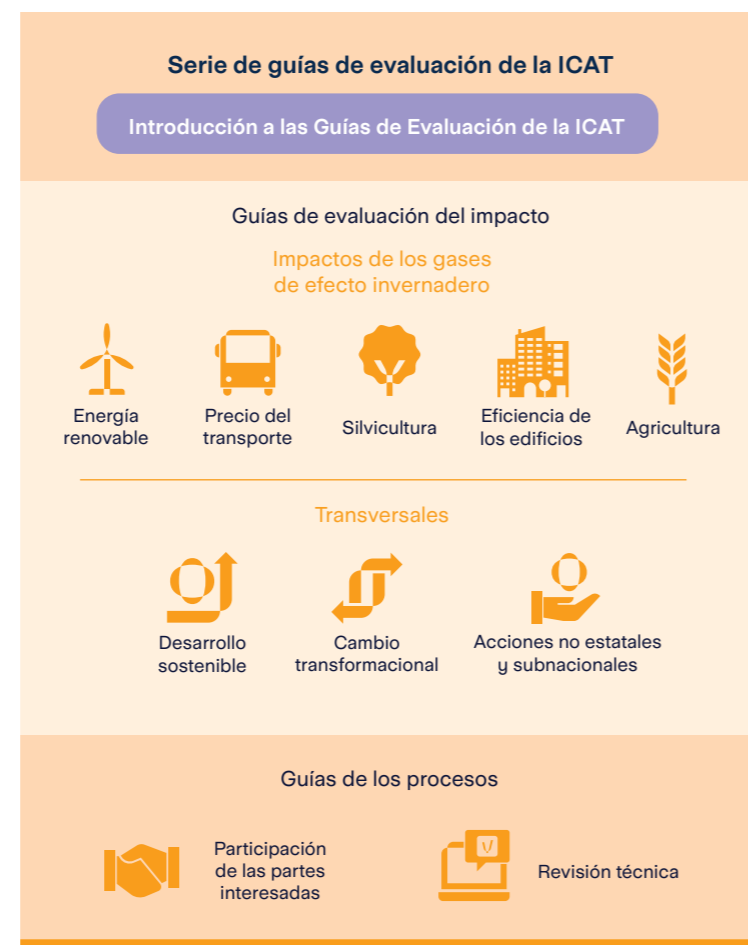 Serie de guías de evaluación de la ICAT
Introducción a las Guías de Evaluación de la ICAT
Guías de evaluación del impacto
Impactos de los gases
de efecto invernadero
Energía
renovable
Precio del
transporte
Silvicultura
Eficiencia de
los edificios
Agricultura
Transversales
Desarrollo
sostenible
Cambio
transformacional
Acciones no estatales
y subnacionales
Guías de los procesos
Participación
de las partes
interesadas
Revisión técnica